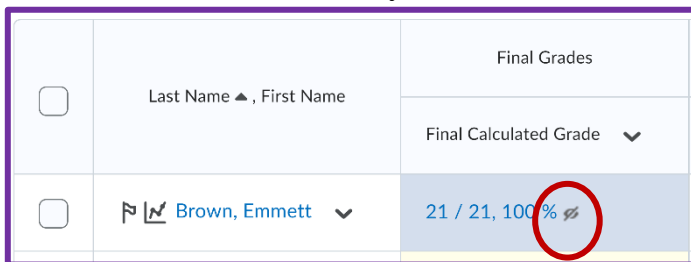 Final Grades
Last Name ▲ , First Name
Final Calculated Grade
Brown, Emmett
21 / 21, 100 %